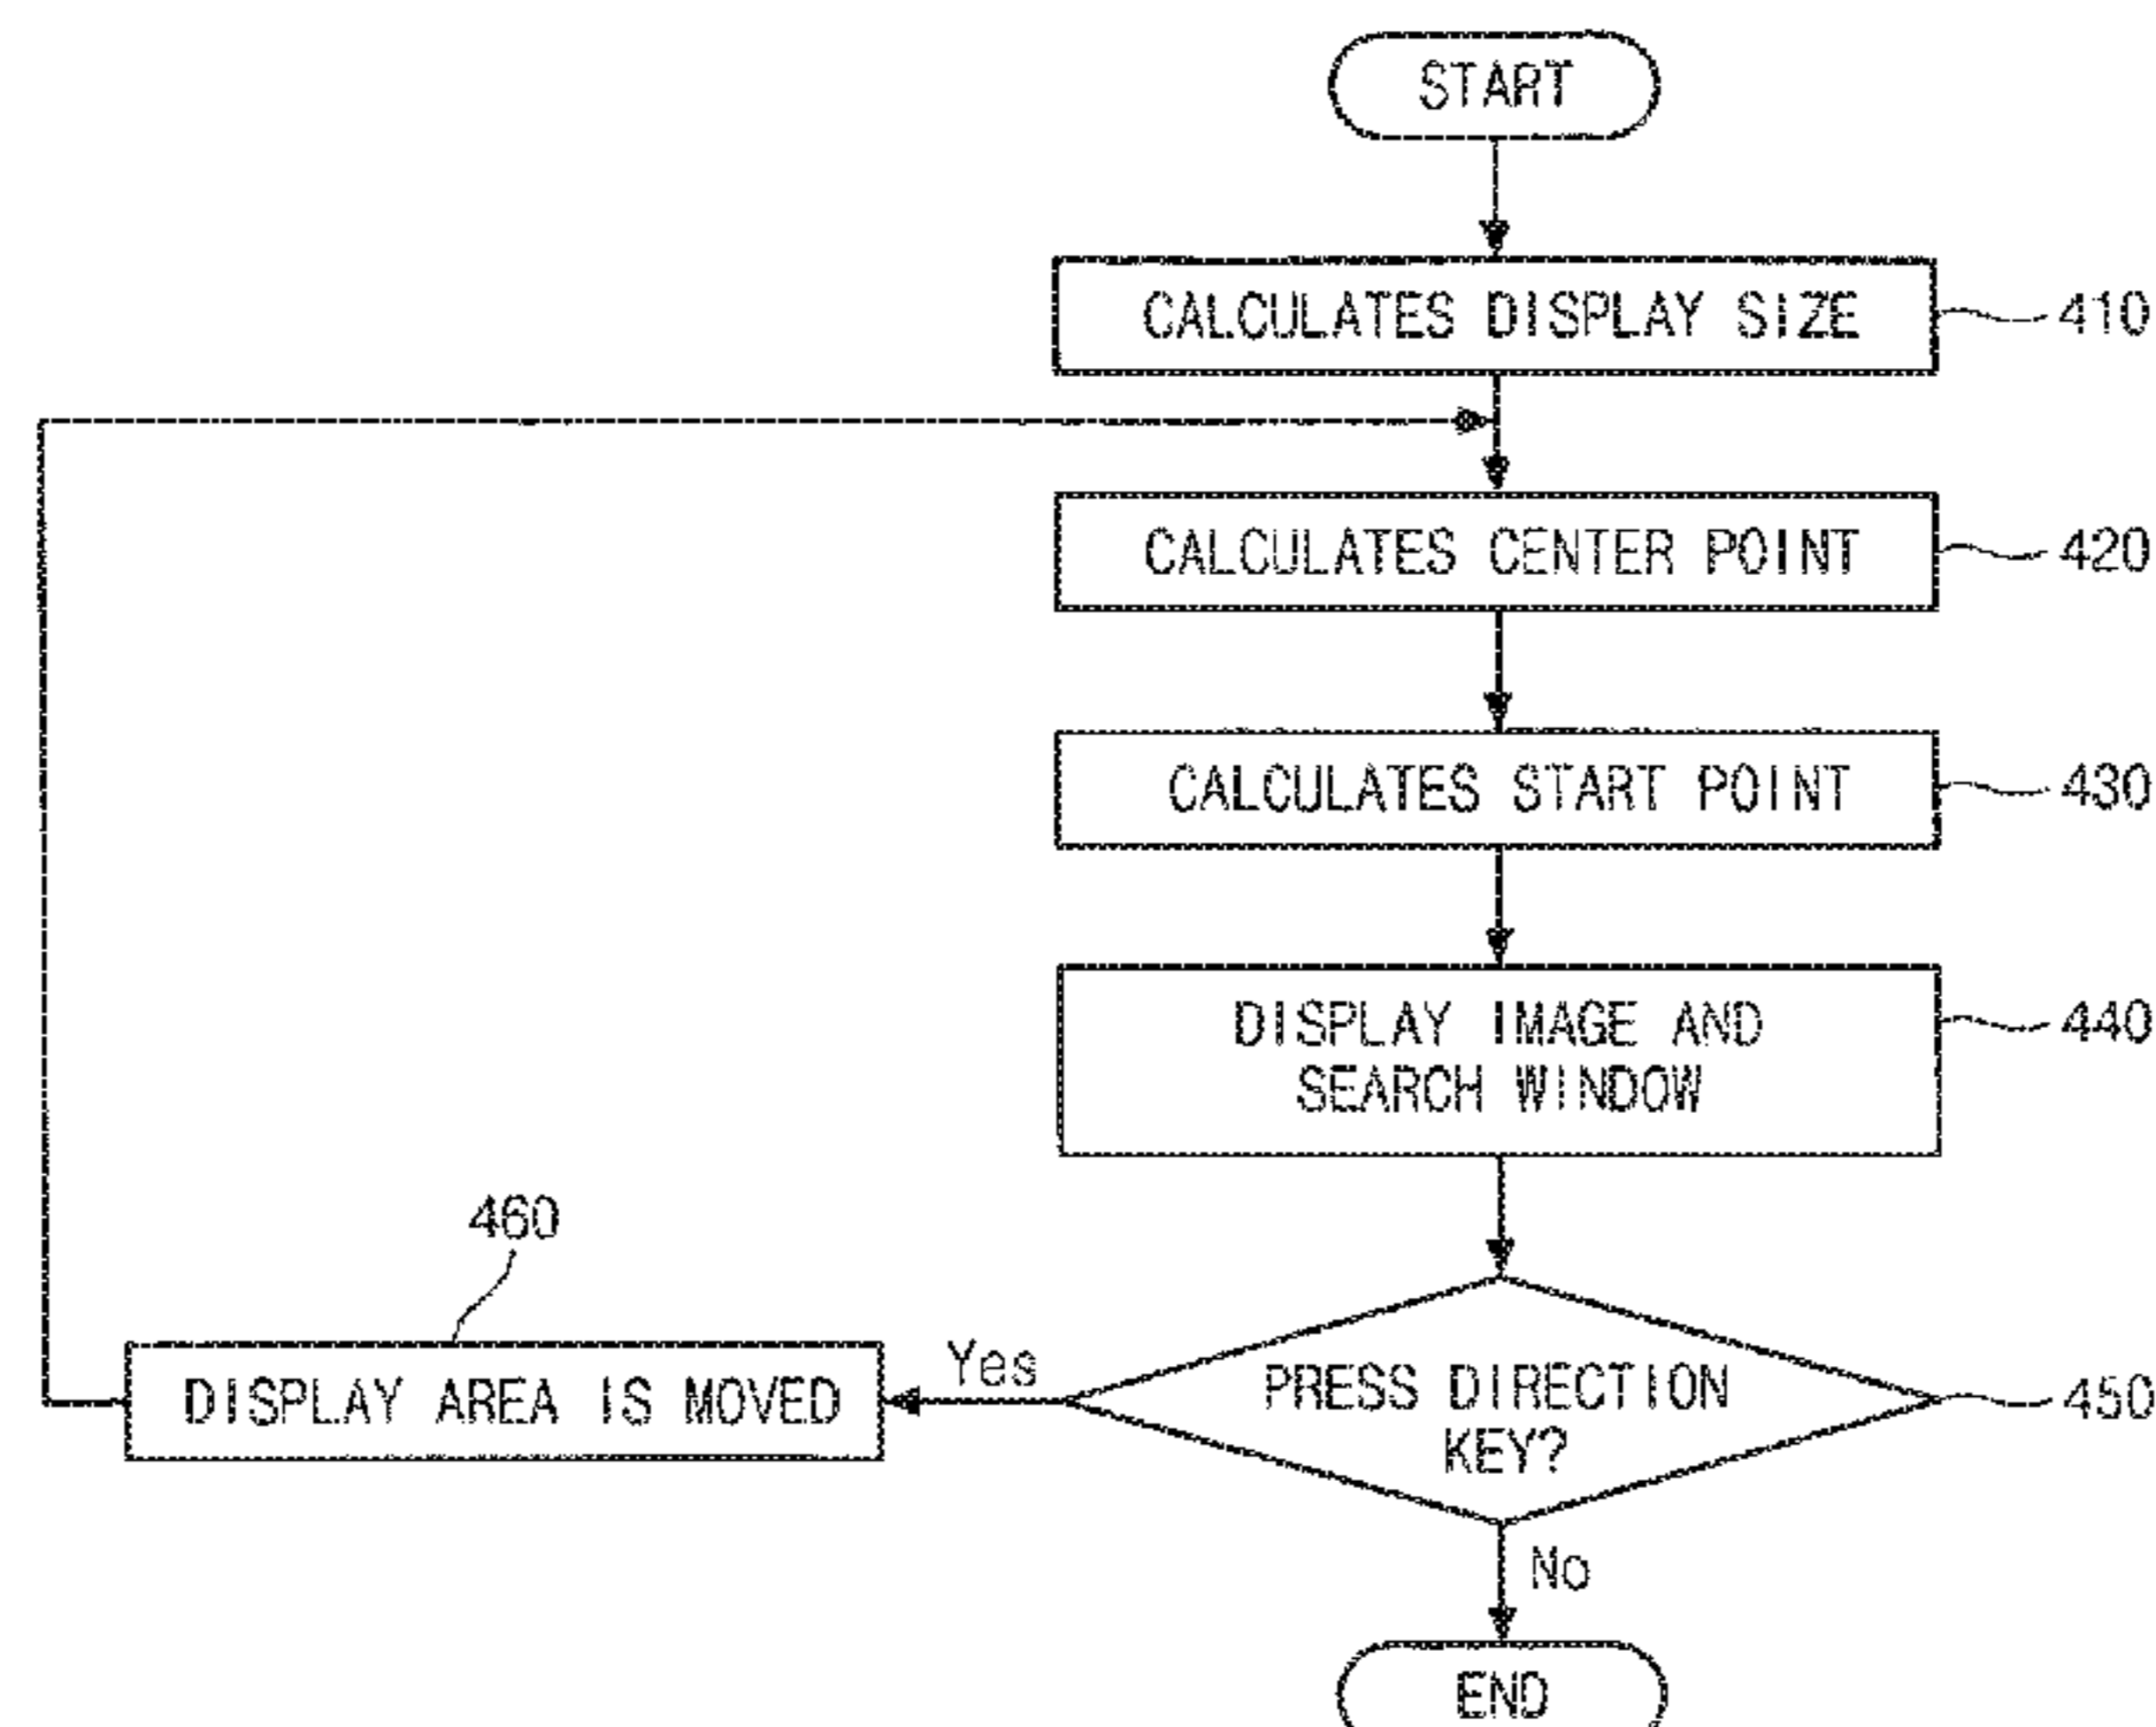 START
CALCULATES DISPLAY SIZE
410
CALCULATES CENTER POINT
420
CALCULATES START POINT
430
DISPLAY IMAGE AND
SEARCH WINDOW
440
460
DISPLAY AREA IS MOVED
Yes
PRESS DIRECTION
KEY?
450
No
END